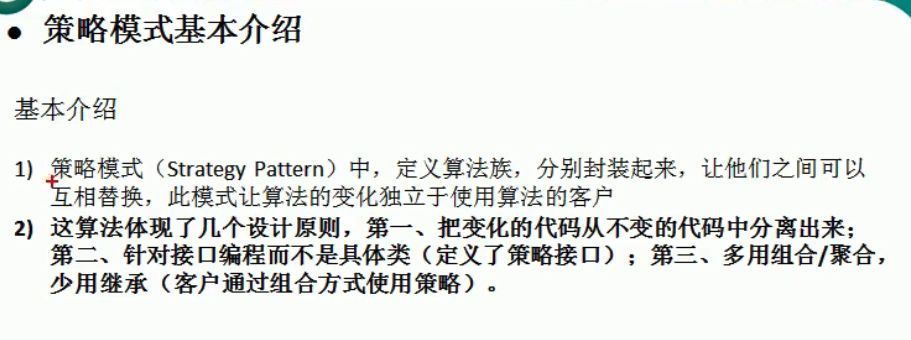 ● 策略模式基本介绍
基本介绍
1) 策略模式（Strategy Pattern）中，定义算法族，分别封装起来，让他们之间可以
互相替换，此模式让算法的变化独立于使用算法的客户
2) 这算法体现了几个设计原则，第一、把变化的代码从不变的代码中分离出来；
第二、针对接口编程而不是具体类（定义了策略接口）；第三、多用组合/聚合，
少用继承（客户通过组合方式使用策略）。